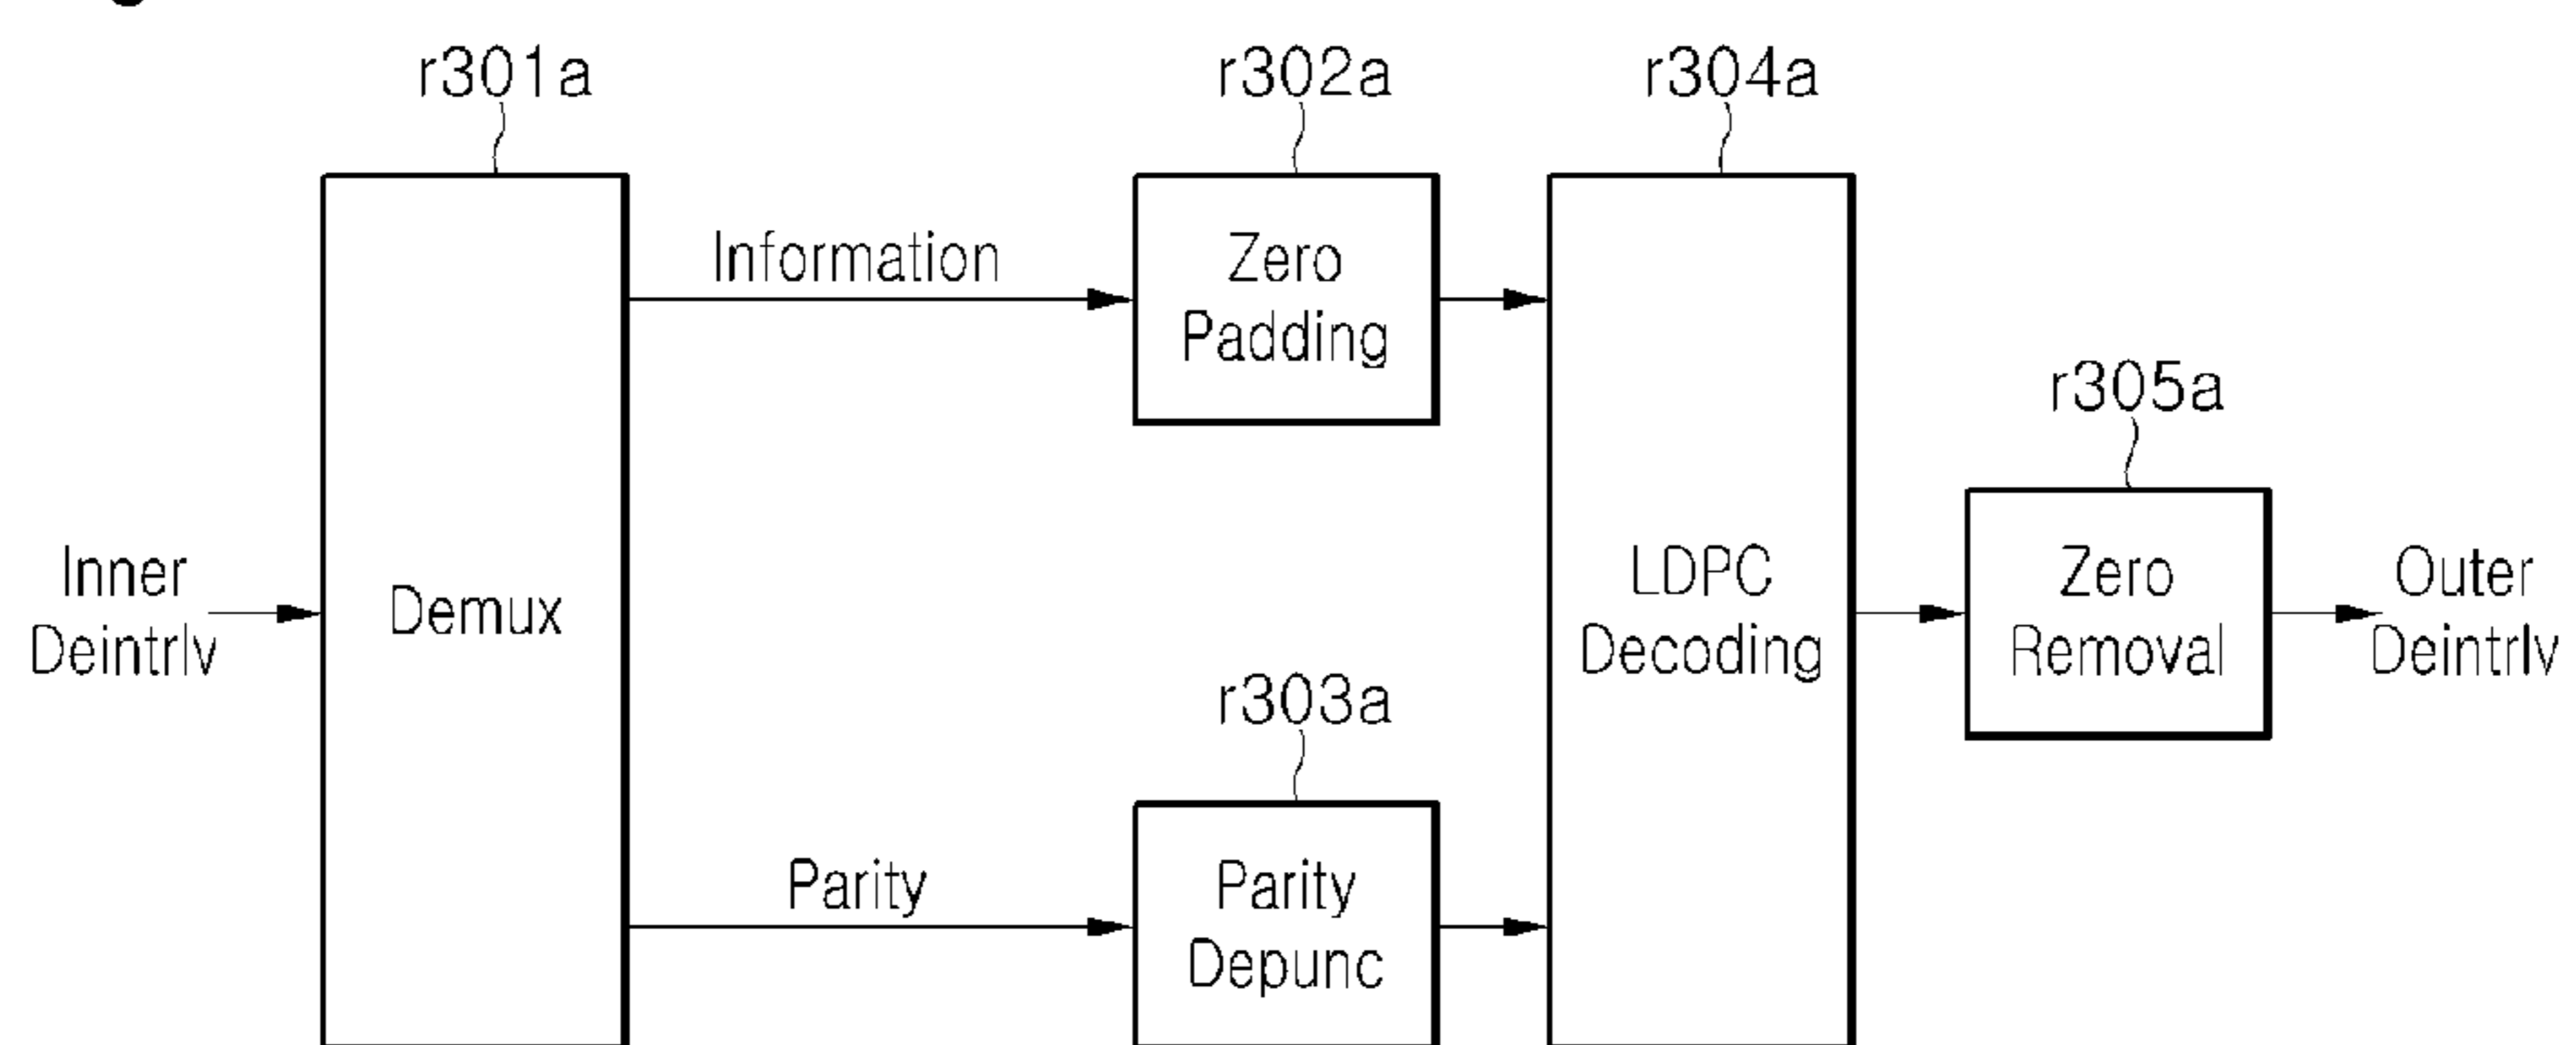 r301a
r302a
r304a
Information
Zero
Padding
r305a
Inner
Deintrlv
Demux
LDPC
Decoding
Zero
Removal
Outer
Deintrlv
r303a
Parity
Parity
Depunc